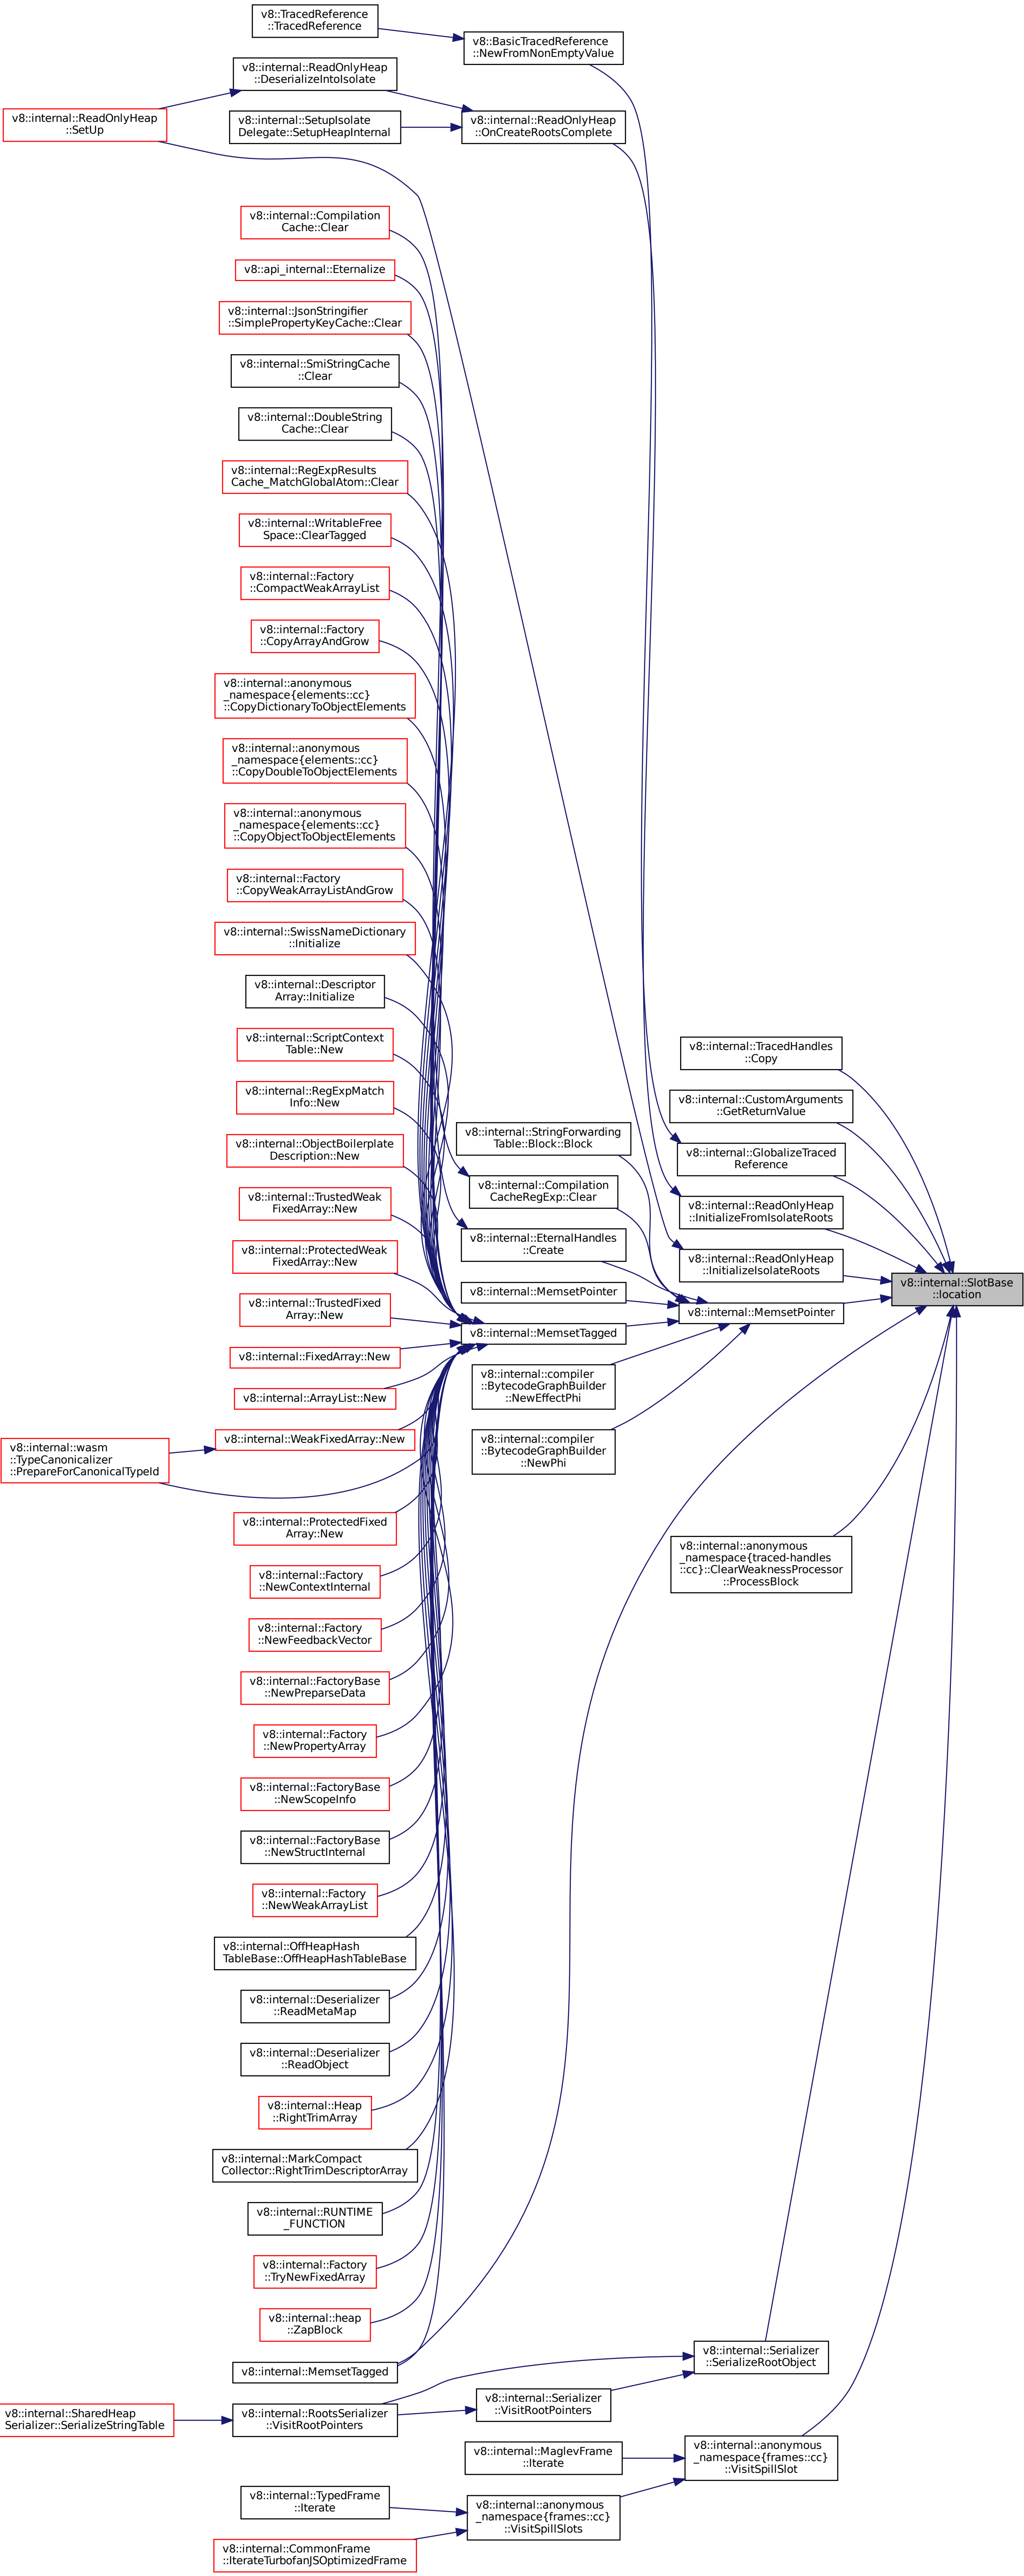 v8::TracedReference
::TracedReference
v8::BasicTracedReference
::NewFromNonEmptyValue
v8::internal::ReadOnlyHeap
::DeserializeIntoIsolate
v8::internal::ReadOnlyHeap
::SetUp
v8::internal::SetupIsolate
Delegate::SetupHeapInternal
v8::internal::ReadOnlyHeap
::OnCreateRootsComplete
v8::internal::Compilation
Cache::Clear
v8::api_internal::Eternalize
v8::internal::JsonStringifier
::SimplePropertyKeyCache::Clear
v8::internal::SmiStringCache
::Clear
v8::internal::DoubleString
Cache::Clear
v8::internal::RegExpResults
Cache_MatchGlobalAtom::Clear
v8::internal::WritableFree
Space::ClearTagged
v8::internal::Factory
::CompactWeakArrayList
v8::internal::Factory
::CopyArrayAndGrow
v8::internal::anonymous
_namespace{elements::cc}
::CopyDictionaryToObjectElements
v8::internal::anonymous
_namespace{elements::cc}
::CopyDoubleToObjectElements
v8::internal::anonymous
_namespace{elements::cc}
::CopyObjectToObjectElements
v8::internal::Factory
::CopyWeakArrayListAndGrow
v8::internal::SwissNameDictionary
::Initialize
v8::internal::Descriptor
Array::Initialize
v8::internal::ScriptContext
Table::New
v8::internal::RegExpMatch
Info::New
v8::internal::ObjectBoilerplate
Description::New
v8::internal::TrustedWeak
FixedArray::New
v8::internal::ProtectedWeak
FixedArray::New
v8::internal::TrustedFixed
Array::New
v8::internal::FixedArray::New
v8::internal::ArrayList::New
v8::internal::WeakFixedArray::New
v8::internal::wasm
::TypeCanonicalizer
::PrepareForCanonicalTypeId
v8::internal::ProtectedFixed
Array::New
v8::internal::Factory
::NewContextInternal
v8::internal::Factory
::NewFeedbackVector
v8::internal::FactoryBase
::NewPreparseData
v8::internal::Factory
::NewPropertyArray
v8::internal::FactoryBase
::NewScopeInfo
v8::internal::FactoryBase
::NewStructInternal
v8::internal::Factory
::NewWeakArrayList
v8::internal::OffHeapHash
TableBase::OffHeapHashTableBase
v8::internal::Deserializer
::ReadMetaMap
v8::internal::Deserializer
::ReadObject
v8::internal::Heap
::RightTrimArray
v8::internal::MarkCompact
Collector::RightTrimDescriptorArray
v8::internal::RUNTIME
_FUNCTION
v8::internal::Factory
::TryNewFixedArray
v8::internal::heap
::ZapBlock
v8::internal::MemsetTagged
v8::internal::RootsSerializer
::VisitRootPointers
v8::internal::SharedHeap
Serializer::SerializeStringTable
v8::internal::TypedFrame
::Iterate
v8::internal::CommonFrame
::IterateTurbofanJSOptimizedFrame
v8::internal::StringForwarding
Table::Block::Block
v8::internal::Compilation
CacheRegExp::Clear
v8::internal::EternalHandles
::Create
v8::internal::MemsetPointer
v8::internal::MemsetTagged
v8::internal::compiler
::BytecodeGraphBuilder
::NewEffectPhi
v8::internal::compiler
::BytecodeGraphBuilder
::NewPhi
v8::internal::Serializer
::VisitRootPointers
v8::internal::MaglevFrame
::Iterate
v8::internal::anonymous
_namespace{frames::cc}
::VisitSpillSlots
v8::internal::TracedHandles
::Copy
v8::internal::CustomArguments
::GetReturnValue
v8::internal::GlobalizeTraced
Reference
v8::internal::ReadOnlyHeap
::InitializeFromIsolateRoots
v8::internal::ReadOnlyHeap
::InitializeIsolateRoots
v8::internal::MemsetPointer
v8::internal::anonymous
_namespace{traced-handles
::cc}::ClearWeaknessProcessor
::ProcessBlock
v8::internal::Serializer
::SerializeRootObject
v8::internal::anonymous
_namespace{frames::cc}
::VisitSpillSlot
v8::internal::SlotBase
::location